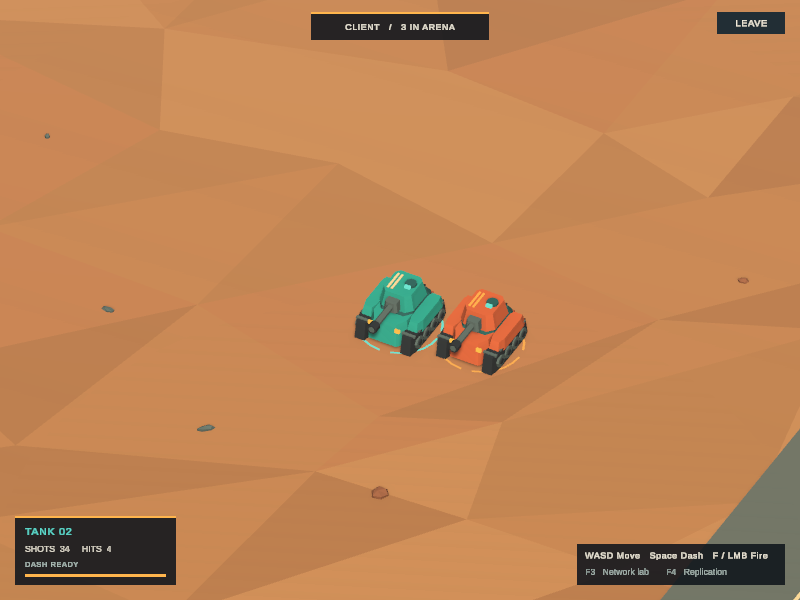 CLIENT / 3 IN ARENA
LEAVE
TANK 02
SHOTS 34 HITS 4
DASH READY
WASD Move Space Dash F / LMB Fire
F3 Network lab F4 Replication